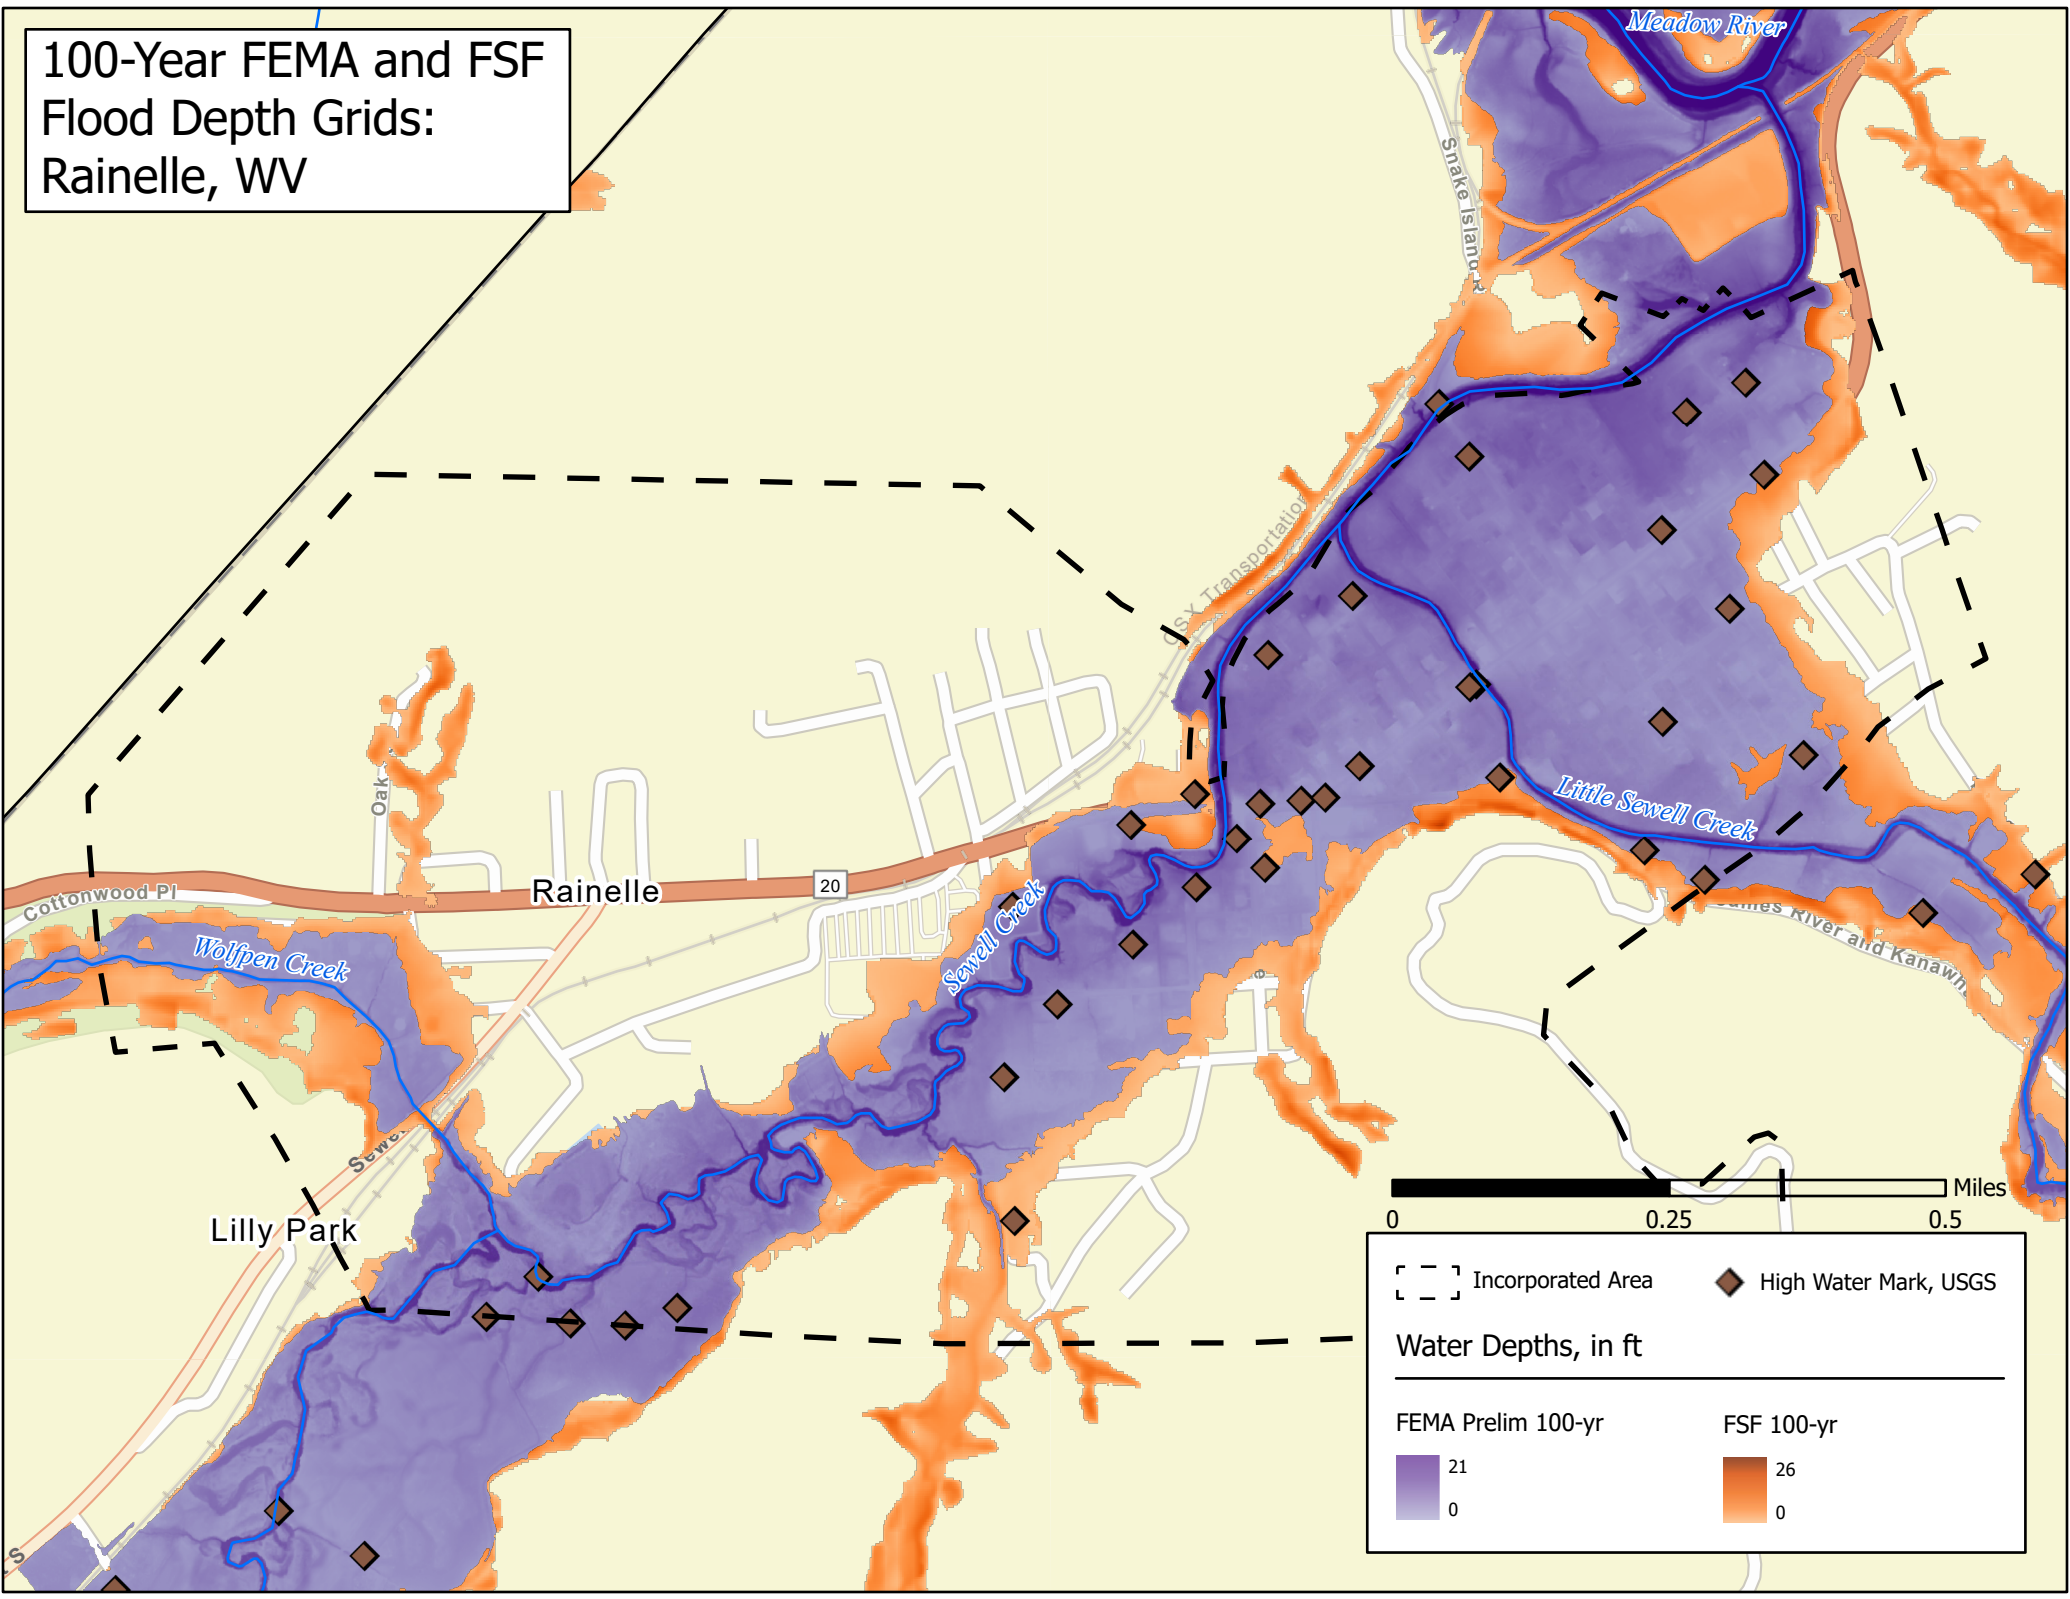 100-Year FEMA and FSF
Flood Depth Grids:
Rainelle, WV
Meadow River
Snake Island R
CSX Transportation
Oak
Little Sewell Creek
Rainelle
20
Cottonwood Pl
Sewell Creek
Wolfpen Creek
James River and Kanawh
e
Sewel
Lilly Park
Miles
0
0.25
0.5
Incorporated Area
High Water Mark, USGS
Water Depths, in ft
FEMA Prelim 100-yr
FSF 100-yr
21
0
26
0
S